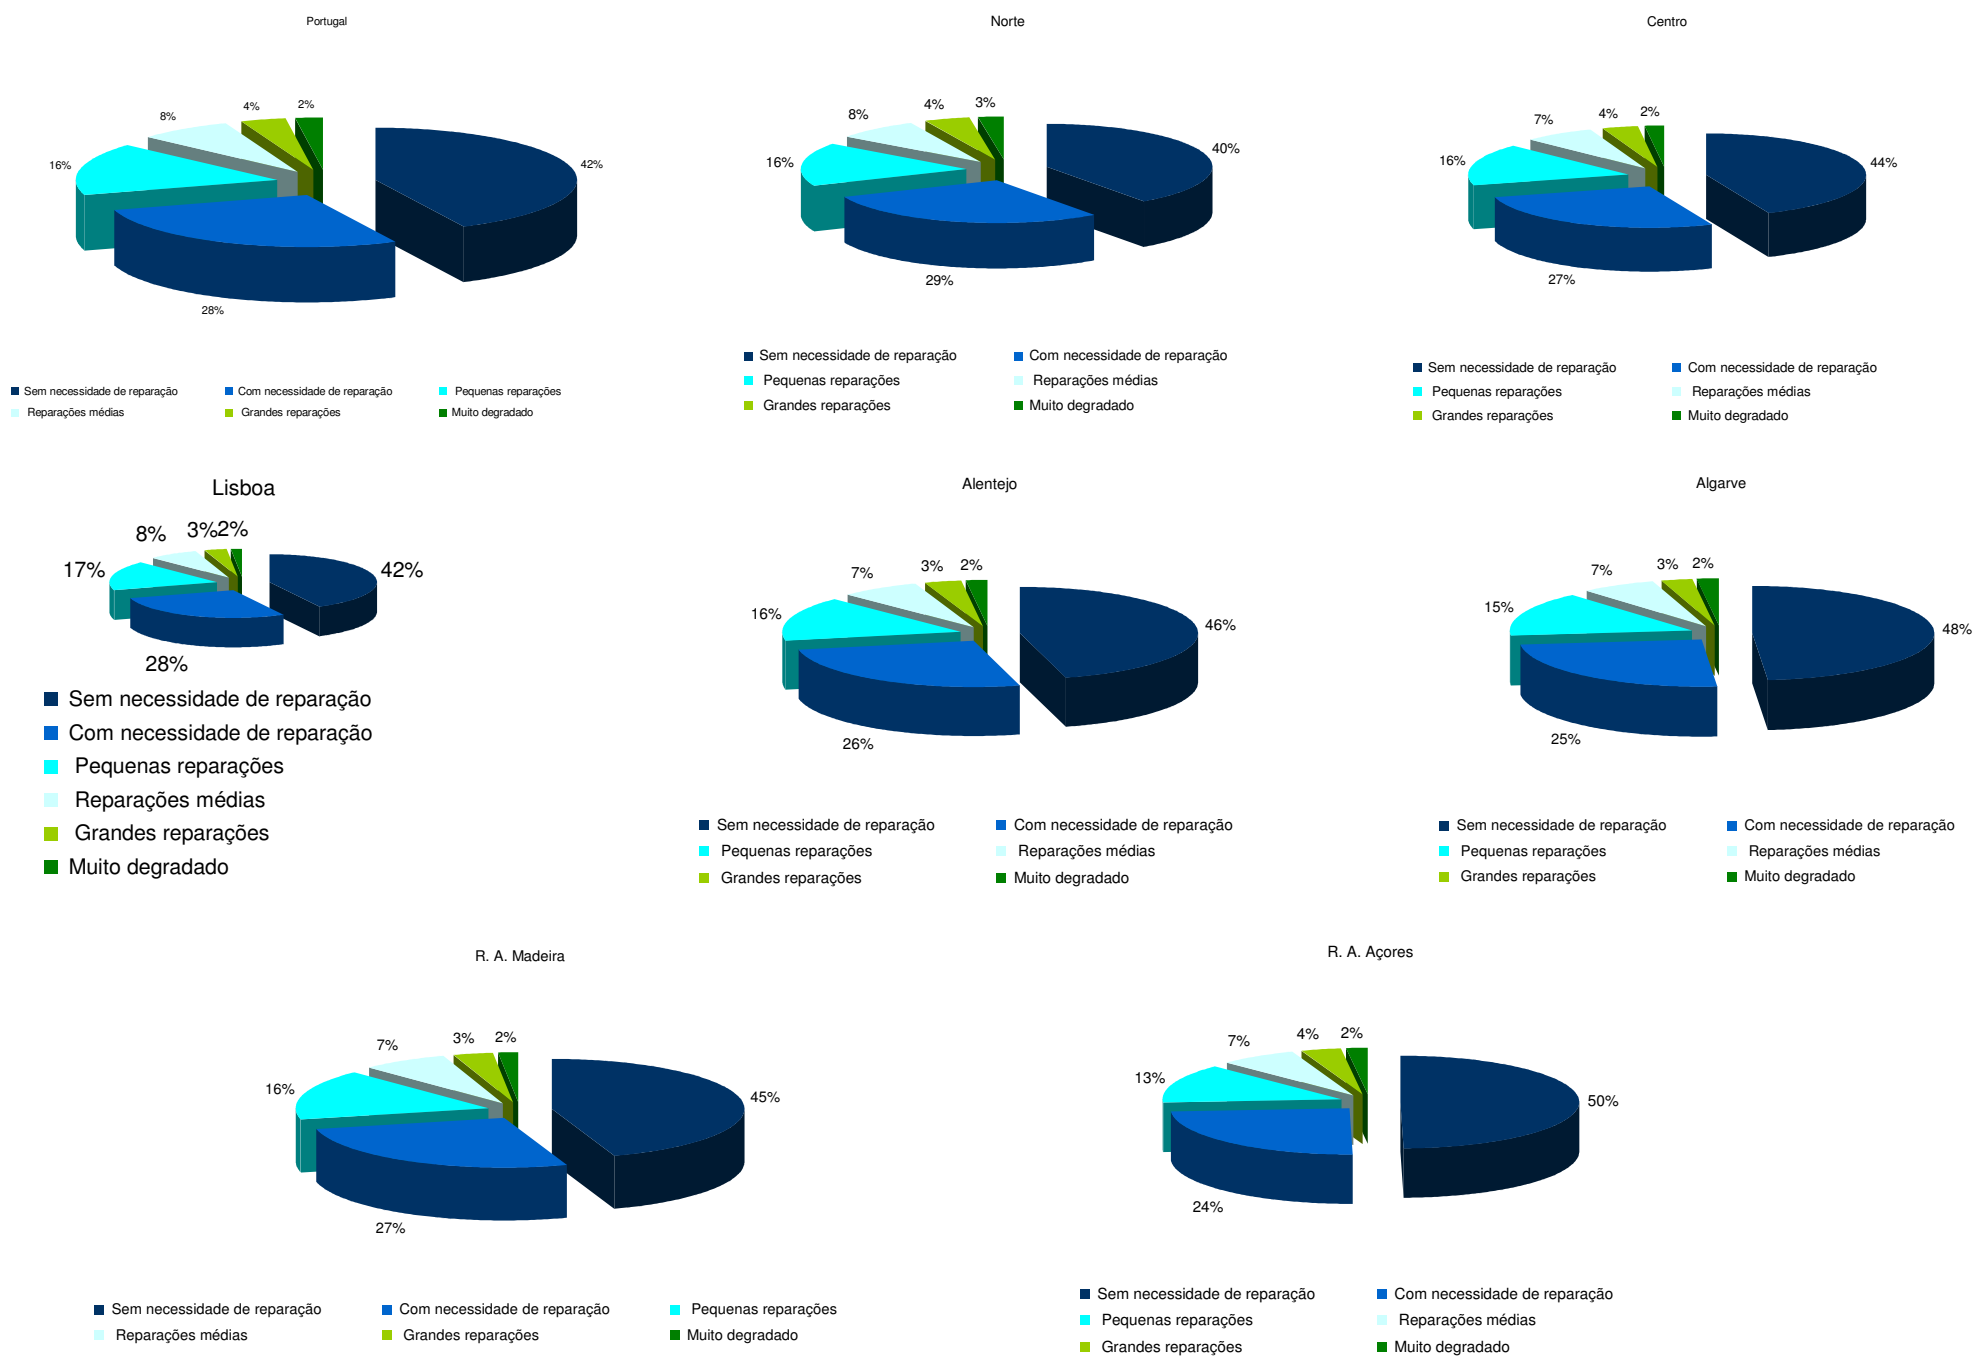 Portugal
4%
2%
8%
16%
42%
28%
Sem necessidade de reparação
Com necessidade de reparação
Pequenas reparações
Reparações médias
Grandes reparações
Muito degradado
Norte
4%
3%
8%
16%
40%
29%
Sem necessidade de reparação
Com necessidade de reparação
Pequenas reparações
Reparações médias
Grandes reparações
Muito degradado
Centro
7%
4%
2%
16%
44%
27%
Sem necessidade de reparação
Com necessidade de reparação
Pequenas reparações
Reparações médias
Grandes reparações
Muito degradado
Lisboa
8%
3%
2%
17%
42%
28%
Sem necessidade de reparação
Com necessidade de reparação
Pequenas reparações
Reparações médias
Grandes reparações
Muito degradado
Alentejo
7%
3%
2%
16%
46%
26%
Sem necessidade de reparação
Com necessidade de reparação
Pequenas reparações
Reparações médias
Grandes reparações
Muito degradado
Algarve
7%
3%
2%
15%
48%
25%
Sem necessidade de reparação
Com necessidade de reparação
Pequenas reparações
Reparações médias
Grandes reparações
Muito degradado
R. A. Madeira
7%
3%
2%
16%
45%
27%
Sem necessidade de reparação
Com necessidade de reparação
Pequenas reparações
Reparações médias
Grandes reparações
Muito degradado
R. A. Açores
7%
4%
2%
13%
50%
24%
Sem necessidade de reparação
Com necessidade de reparação
Pequenas reparações
Reparações médias
Grandes reparações
Muito degradado